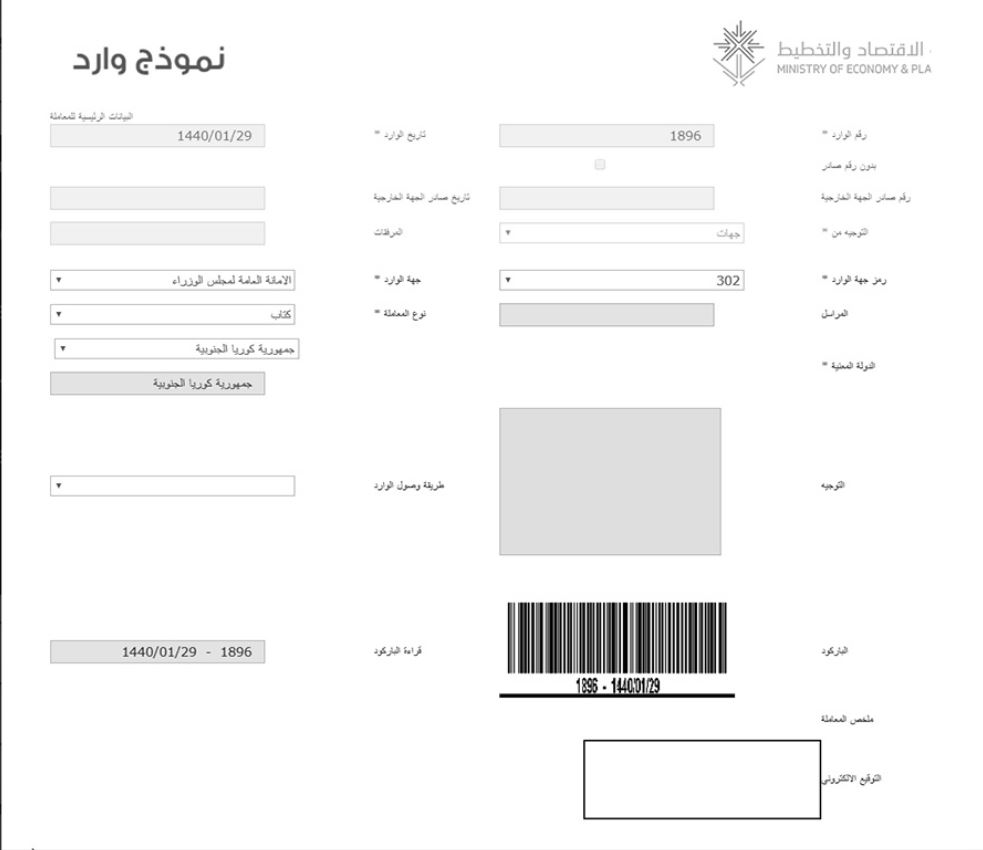 الاقتصاد والتخطيط
MINISTRY OF ECONOMY & PLA
نموذج وارد
البيانات الرئيسية للمعاملة
رقم الوارد * 1896 تاريخ الوارد * 1440/01/29
بدون رقم صادر
رقم صادر الجهة الخارجية تاريخ صادر الجهة الخارجية
التوجيه من * جهات المرفقات
رمز جهة الوارد * 302 جهة الوارد * الامانة العامة لمجلس الوزراء
المراسل نوع المعاملة * كتاب
جمهورية كوريا الجنوبية
الدولة المعنية *
جمهورية كوريا الجنوبية
التوجيه طريقة وصول الوارد
الباركود 1896 - 1440/01/29 قراءة الباركود 1896 - 1440/01/29
ملخص المعاملة
التوقيع الالكتروني